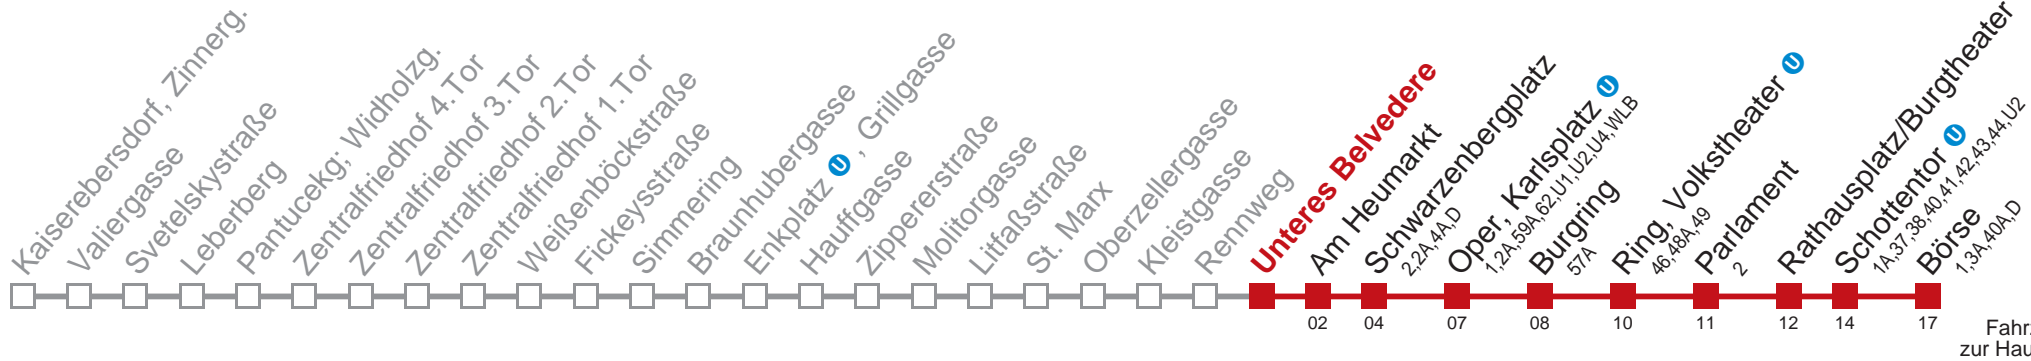 Kaiserebersdorf, Zinnerg.
Valiergasse
Svetelskystraße
Leberberg
Pantucekg; Widholzg.
Zentralfriedhof 4.Tor
Zentralfriedhof 3.Tor
Zentralfriedhof 2.Tor
Zentralfriedhof 1.Tor
Weißenböckstraße
Fickeysstraße
Simmering
Braunhubergasse
Enkplatz U , Grillgasse
Hauffgasse
Zippererstraße
Molitorgasse
Litfaßstraße
St. Marx
Oberzellergasse
Kleistgasse
Rennweg
Unteres Belvedere
Am Heumarkt
Schwarzenbergplatz
2,2A,4A,D
Oper, Karlsplatz U
1,2A,59A,62,U1,U2,U4,WLB
Burgring
57A
Ring, Volkstheater U
46,48A,49
Parlament
2
Rathausplatz/Burgtheater
Schottentor U
1A,37,38,40,41,42,43,44,U2
Börse
1,3A,40A,D
02 04 07 08 10 11 12 14 17
Fahrz
zur Hau